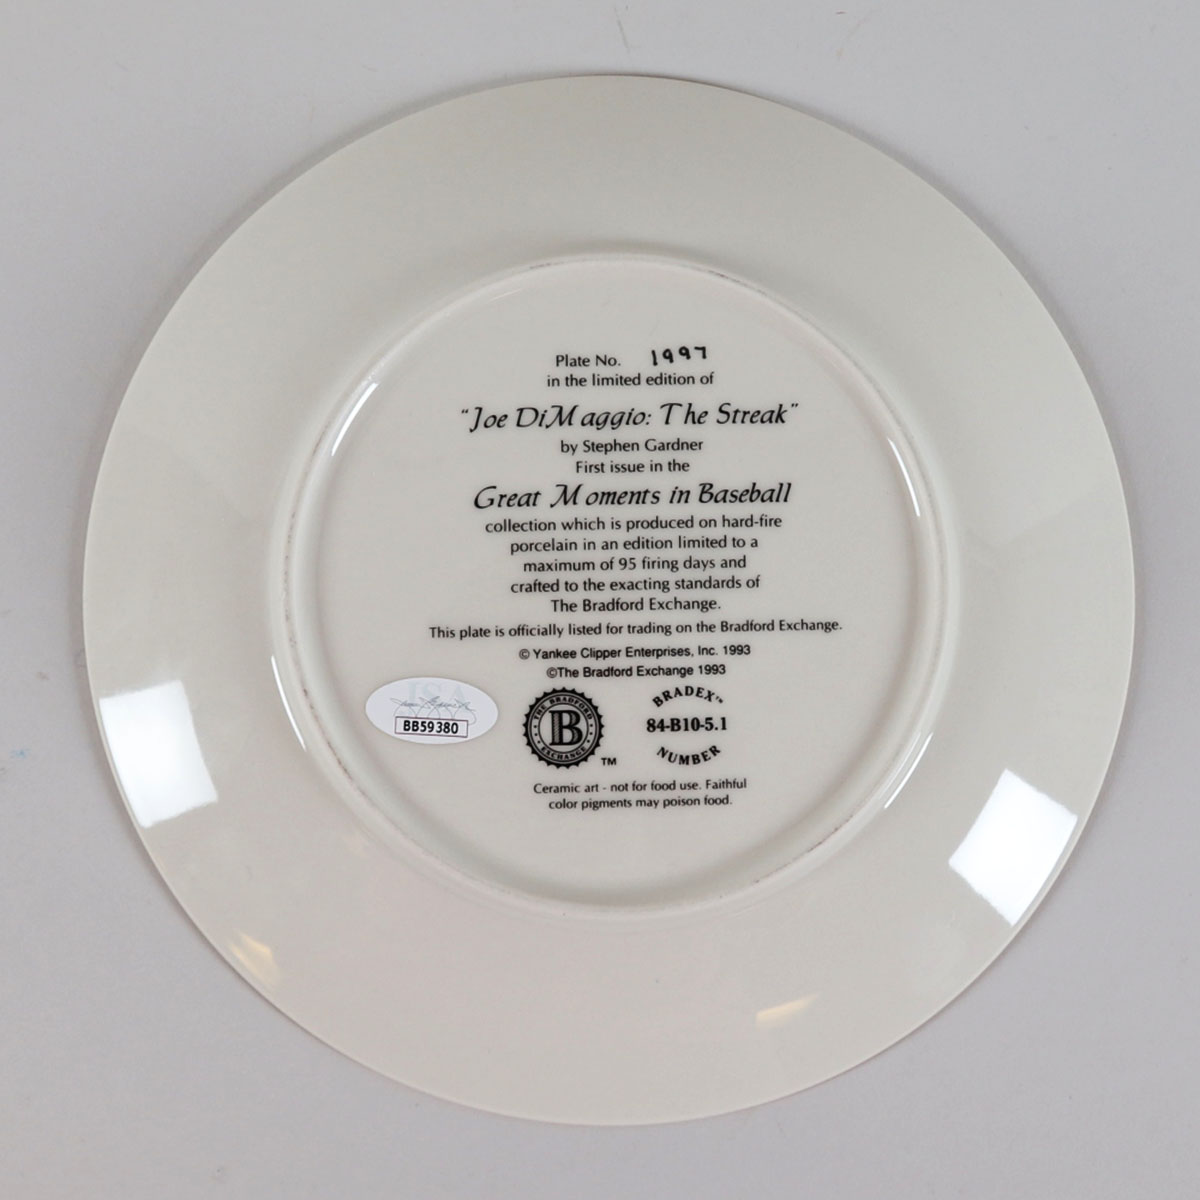 Plate No. 1997
in the limited edition of
"Joe DiMaggio: The Streak"
by Stephen Gardner
First issue in the
Great Moments in Baseball
collection which is produced on hard-fire
porcelain in an edition limited to a
maximum of 95 firing days and
crafted to the exacting standards of
The Bradford Exchange.
This plate is officially listed for trading on the Bradford Exchange.
© Yankee Clipper Enterprises, Inc. 1993
©The Bradford Exchange 1993
JSA
BB59380
THE BRADFORD
B
EXCHANGE
TM
BRADEX™
84-B10-5.1
NUMBER
Ceramic art - not for food use. Faithful
color pigments may poison food.